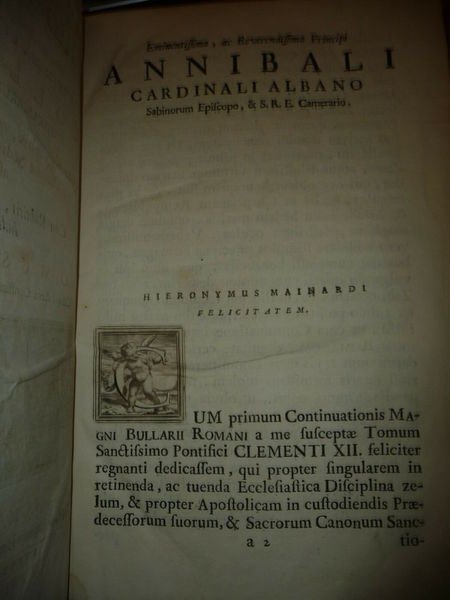 Eminentissimo, ac Reverendissimo Principi
ANNIBALI
CARDINALI ALBANO
Sabinorum Epiſcopo, & S. R. E. Camerario,
HIERONYMUS MAINARDI
FELICITATEM.
CUM primum Continuationis MA-
GNI BULLARII ROMANI a me ſuſceptæ Tomum
Sanctiſſimo Pontifici CLEMENTI XII. feliciter
regnanti dedicaſſem, qui propter ſingularem in
retinenda, ac tuenda Eccleſiaſtica Diſciplina ze-
lum, & propter Apoſtolicam in cuſtodiendis Præ-
deceſſorum ſuorum, & Sacrorum Canonum Sanc-
a 2 tio-